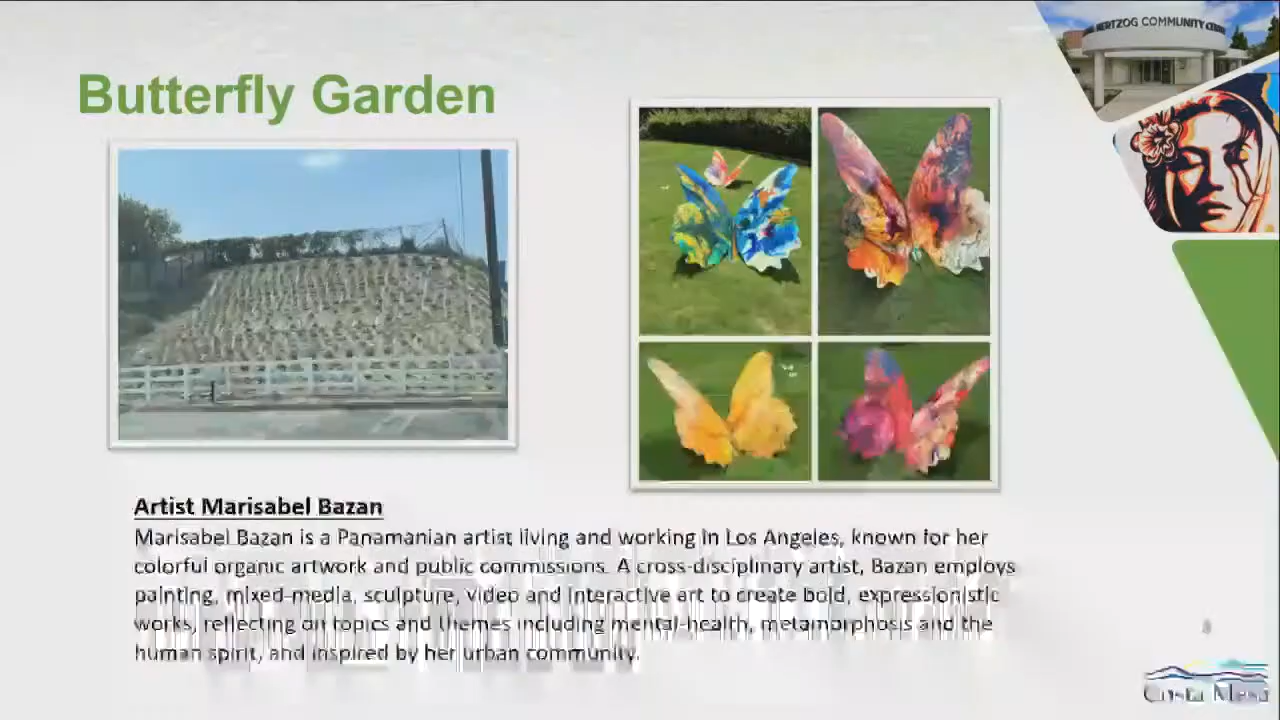 HERTZOG COMMUNITY
Butterfly Garden
Artist Marisabel Bazan
Marisabel Bazan is a Panamanian artist living and working in Los Angeles, known for her
colorful organic artwork and public commissions. A cross-disciplinary artist, Bazan employs
painting, mixed-media, sculpture, video and interactive art to create bold, expressionistic
works, reflecting on topics and themes including mental-health, metamorphosis and the
human spirit, and inspired by her urban community.
Costa Mesa